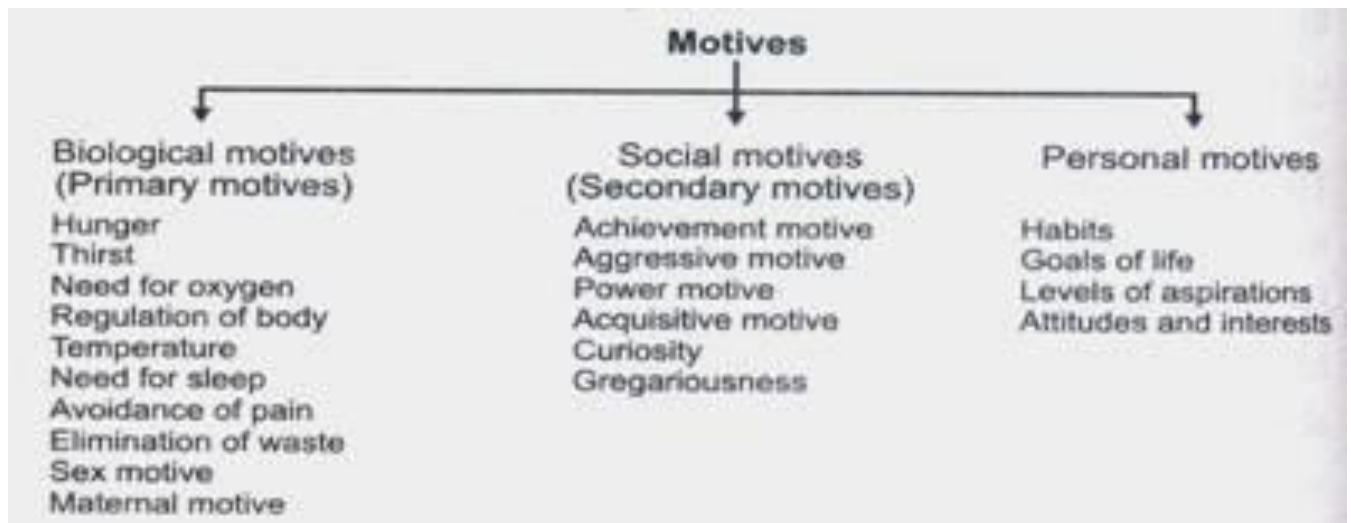 Motives
Biological motives
(Primary motives)
Hunger
Thirst
Need for oxygen
Regulation of body
Temperature
Need for sleep
Avoidance of pain
Elimination of waste
Sex motive
Maternal motive
Social motives
(Secondary motives)
Achievement motive
Aggressive motive
Power motive
Acquisitive motive
Curiosity
Gregariousness
Personal motives
Habits
Goals of life
Levels of aspirations
Attitudes and interests